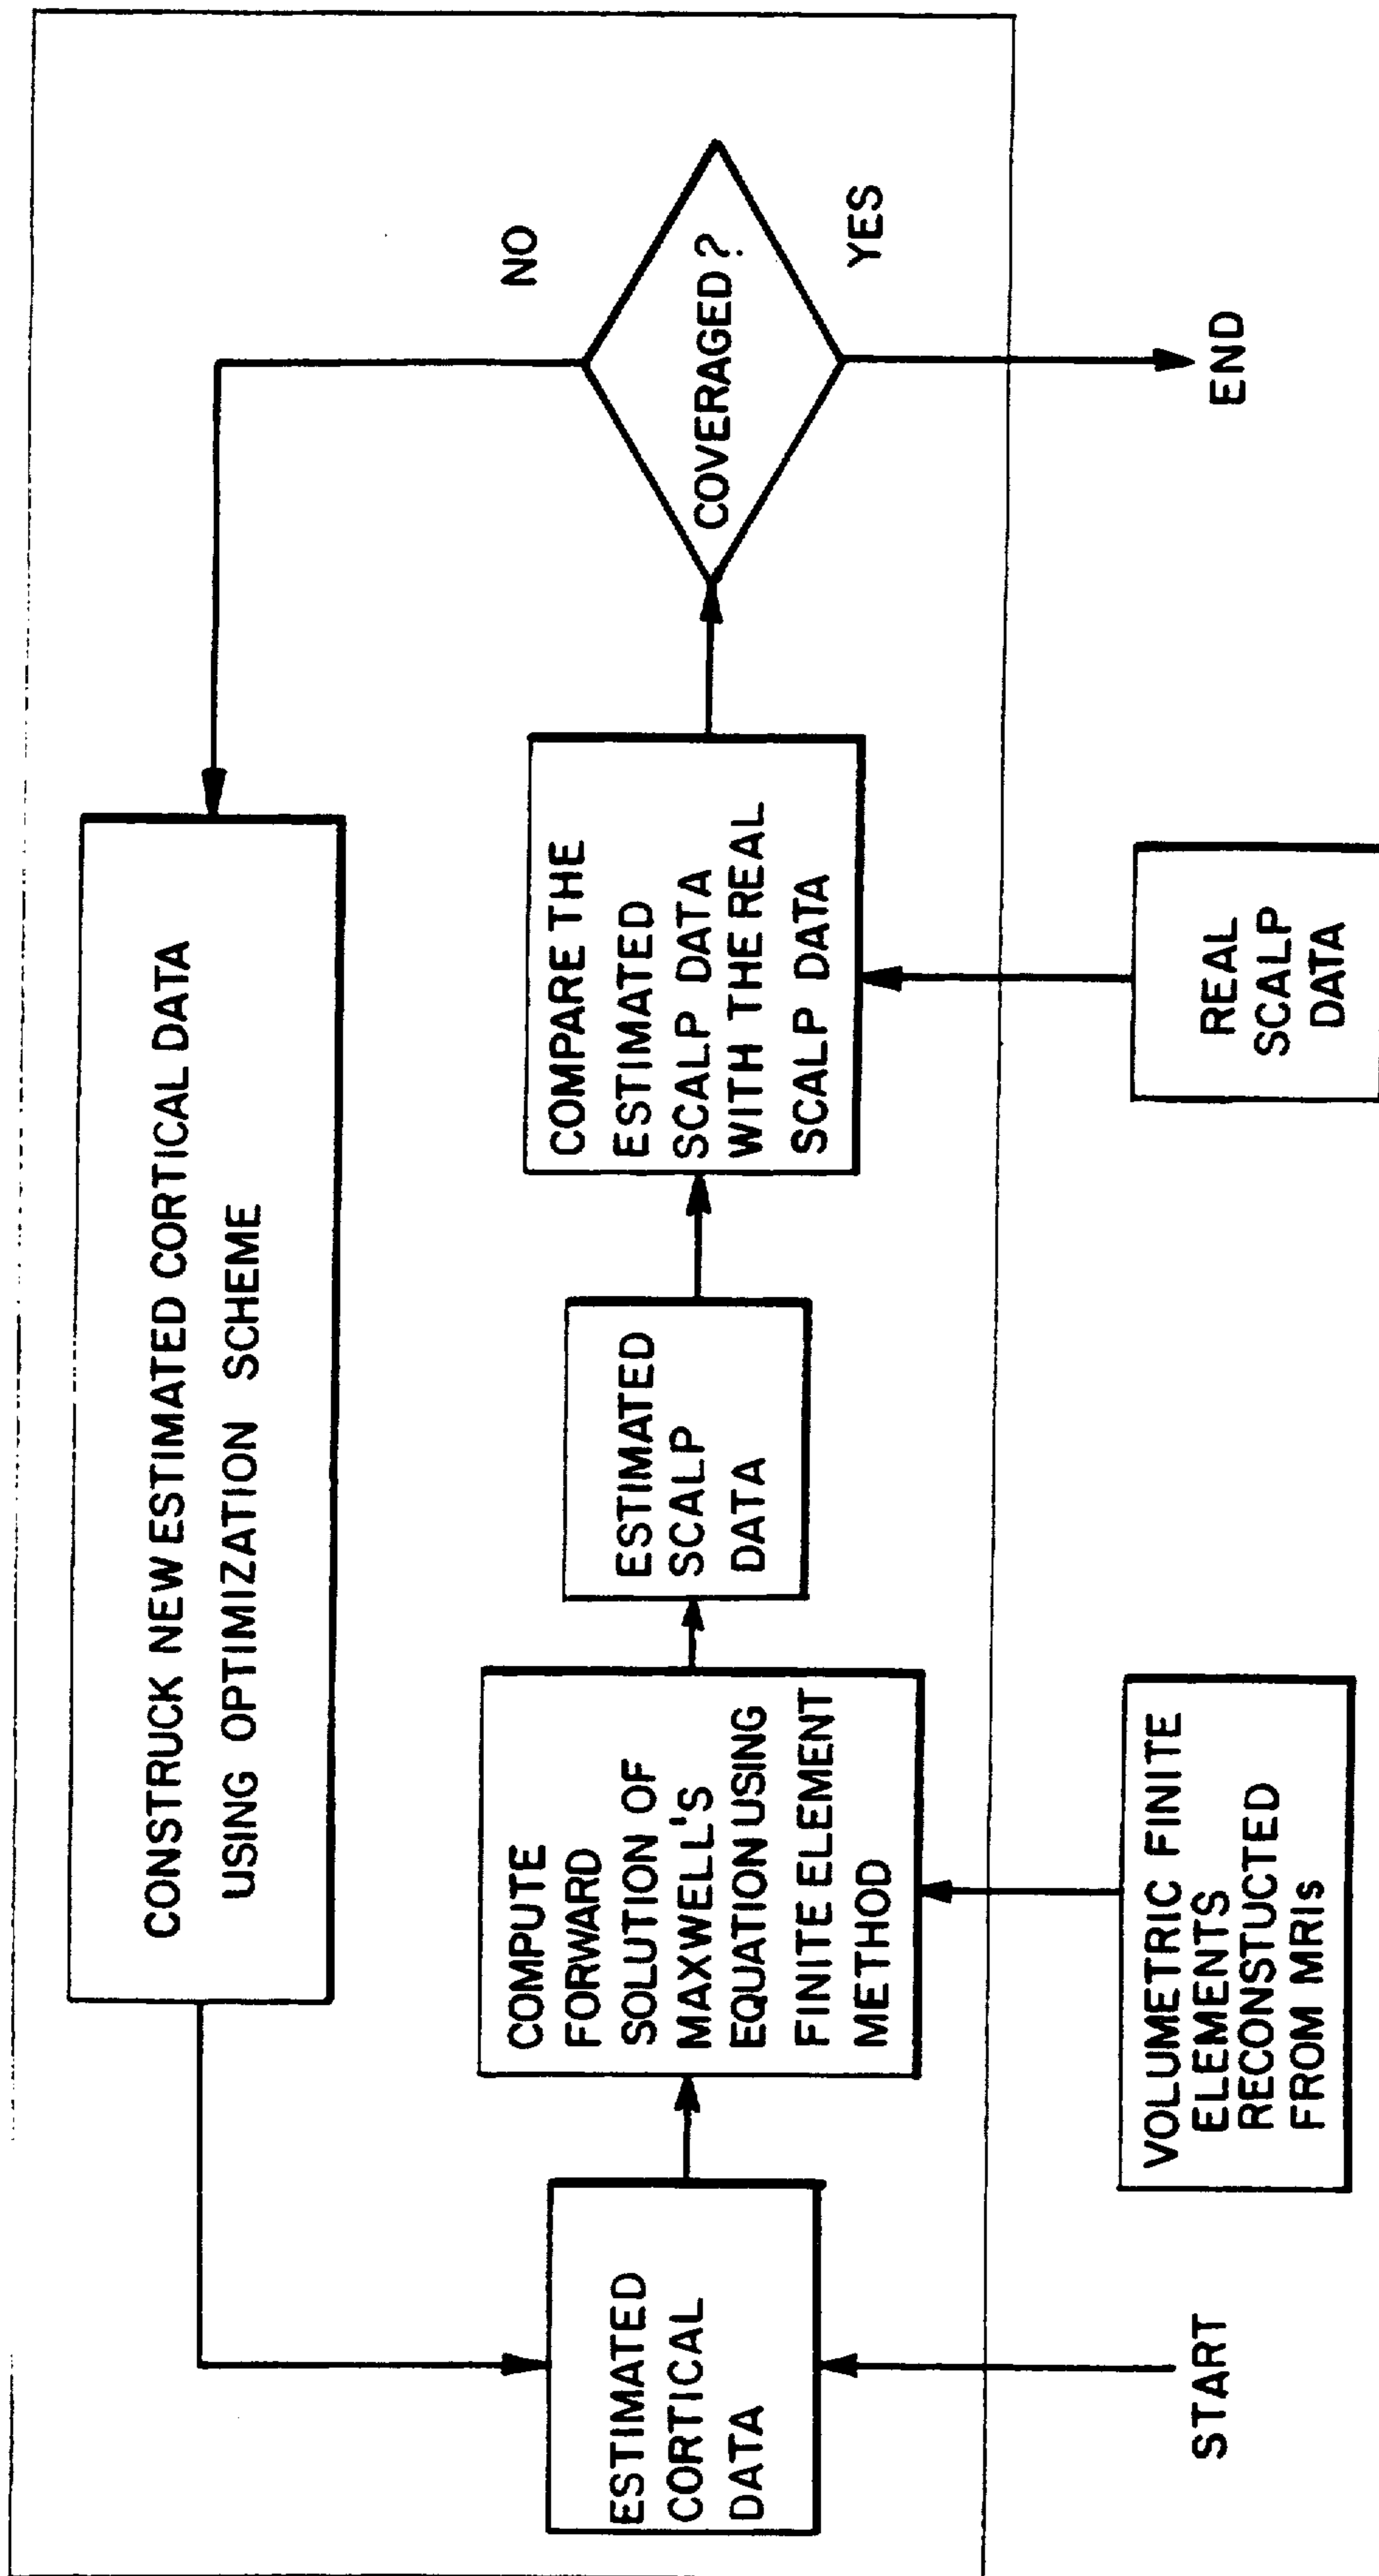 CONSTRUCK NEW ESTIMATED CORTICAL DATA
USING OPTIMIZATION SCHEME
ESTIMATED
CORTICAL
DATA
COMPUTE
FORWARD
SOLUTION OF
MAXWELL'S
EQUATION USING
FINITE ELEMENT
METHOD
ESTIMATED
SCALP
DATA
COMPARE THE
ESTIMATED
SCALP DATA
WITH THE REAL
SCALP DATA
COVERAGED?
NO
YES
START
VOLUMETRIC FINITE
ELEMENTS
RECONSTUCTED
FROM MRIs
REAL
SCALP
DATA
END